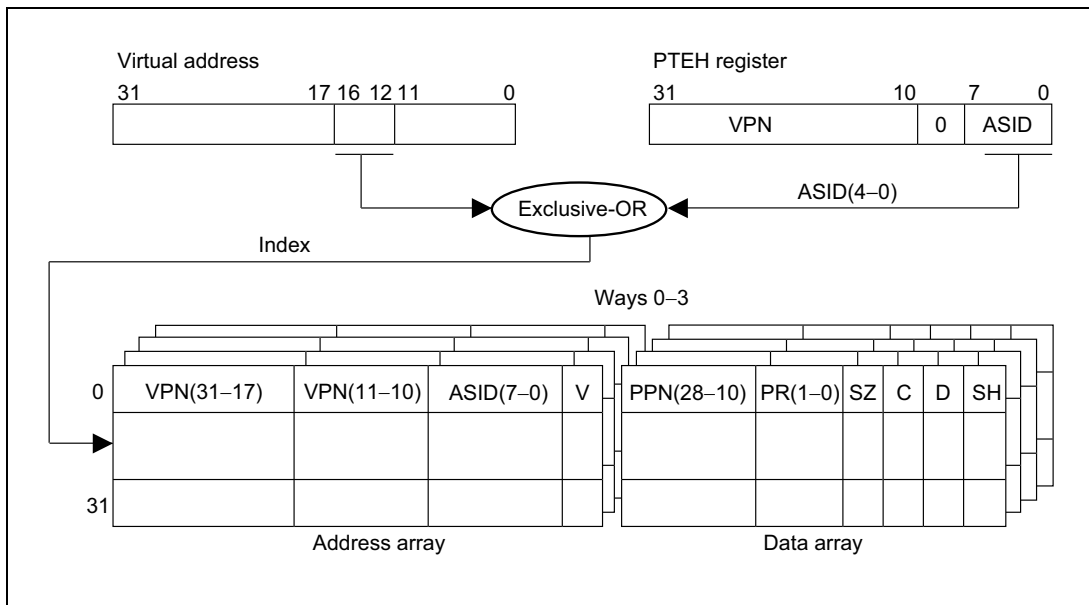 Virtual address
PTEH register
31 17 16 12 11 0
31 10 7 0
VPN 0 ASID
ASID(4–0)
Exclusive-OR
Index
Ways 0–3
0 VPN(31–17) VPN(11–10) ASID(7–0) V PPN(28–10) PR(1–0) SZ C D SH
31
Address array
Data array